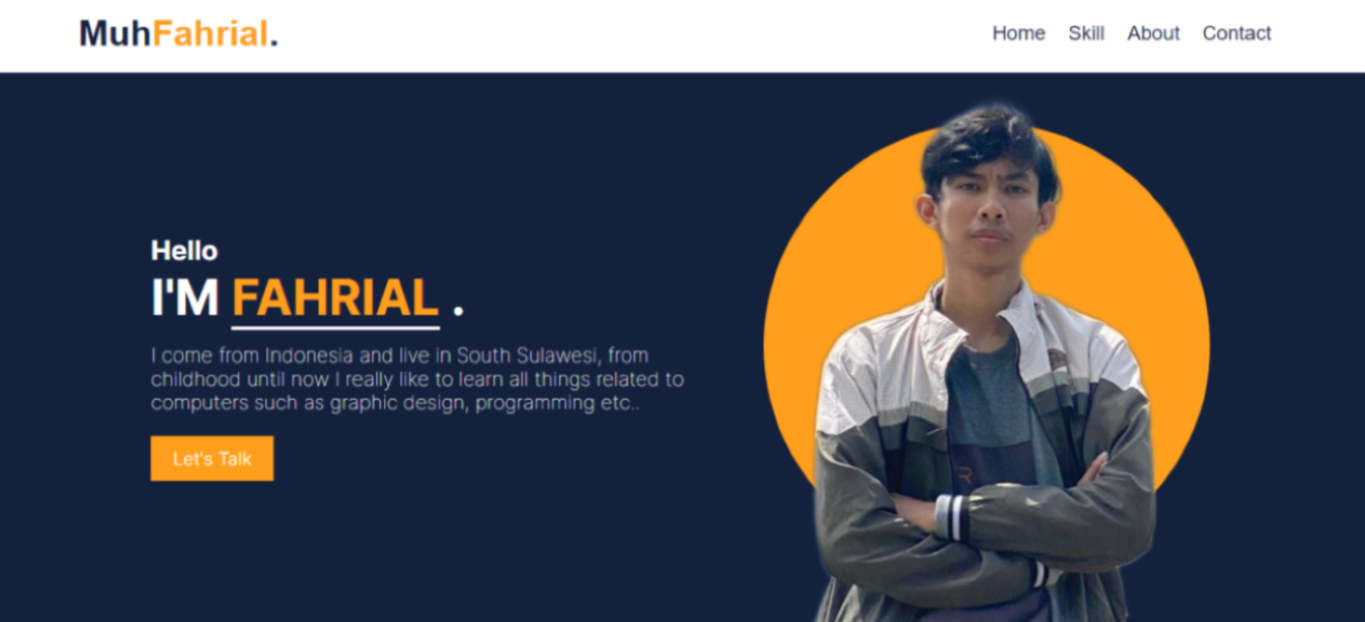 MuhFahrial.
Home Skill About Contact
Hello
I'M FAHRIAL .
I come from Indonesia and live in South Sulawesi, from
childhood until now I really like to learn all things related to
computers such as graphic design, programming etc..
Let's Talk